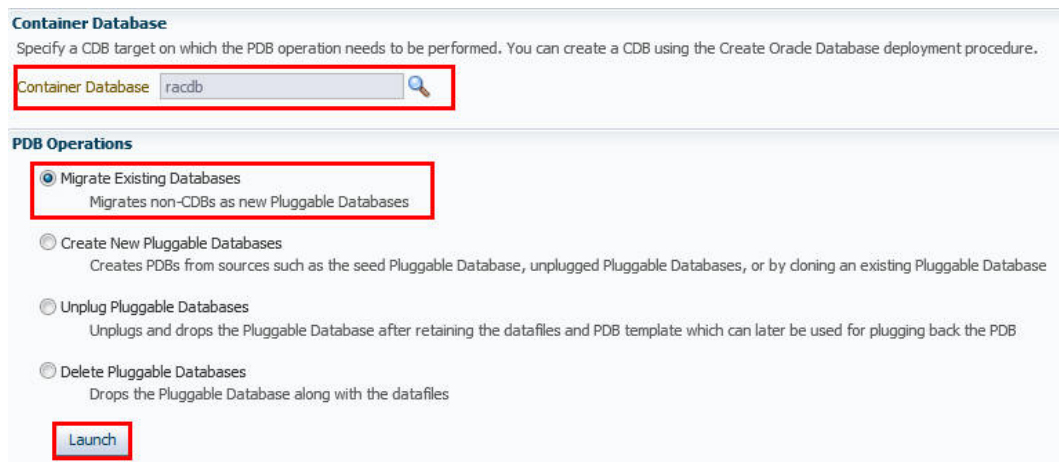 Container Database
Specify a CDB target on which the PDB operation needs to be performed. You can create a CDB using the Create Oracle Database deployment procedure.
Container Database racdb
PDB Operations
Migrate Existing Databases
Migrates non-CDBs as new Pluggable Databases
Create New Pluggable Databases
Creates PDBs from sources such as the seed Pluggable Database, unplugged Pluggable Databases, or by cloning an existing Pluggable Database
Unplug Pluggable Databases
Unplugs and drops the Pluggable Database after retaining the datafiles and PDB template which can later be used for plugging back the PDB
Delete Pluggable Databases
Drops the Pluggable Database along with the datafiles
Launch